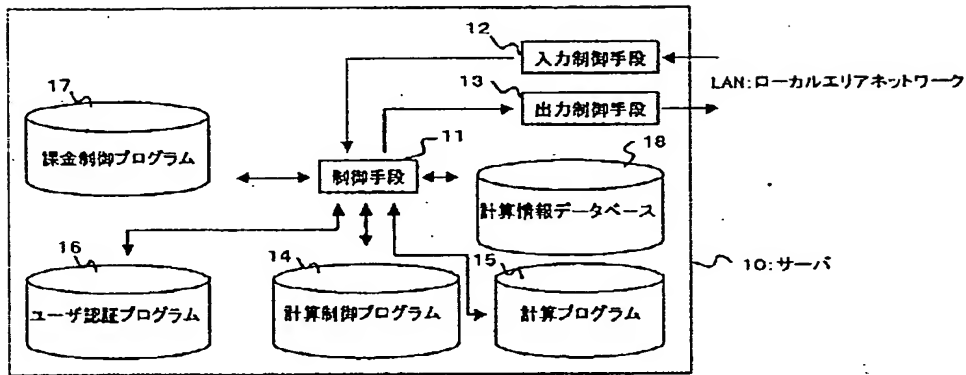 12
入力制御手段
LAN:ローカルエリアネットワーク
13
出力制御手段
17
課金制御プログラム
11
制御手段
18
計算情報データベース
16
ユーザ認証プログラム
14
計算制御プログラム
15
計算プログラム
10:サーバ